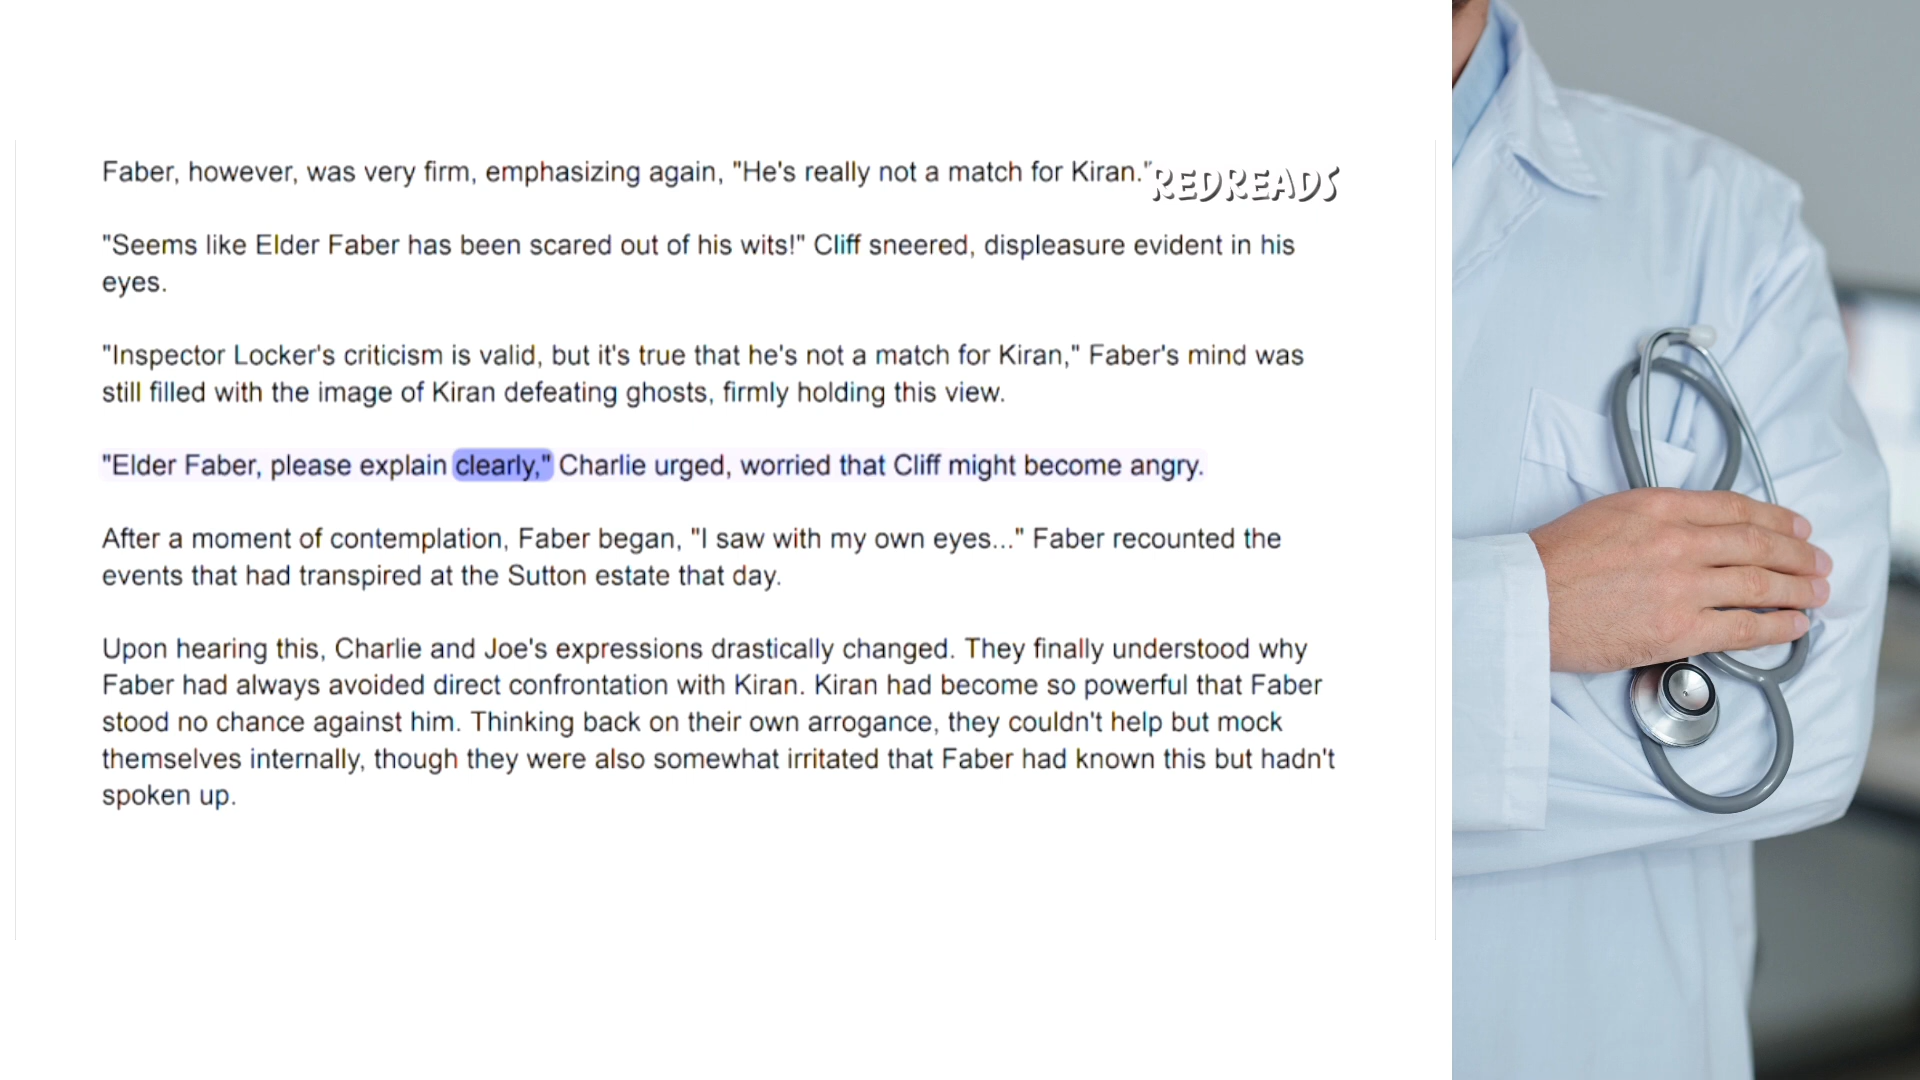 Faber, however, was very firm, emphasizing again, "He's really not a match for Kiran."
REDREADS
"Seems like Elder Faber has been scared out of his wits!" Cliff sneered, displeasure evident in his
eyes.
"Inspector Locker's criticism is valid, but it's true that he's not a match for Kiran," Faber's mind was
still filled with the image of Kiran defeating ghosts, firmly holding this view.
"Elder Faber, please explain clearly," Charlie urged, worried that Cliff might become angry.
After a moment of contemplation, Faber began, "I saw with my own eyes..." Faber recounted the
events that had transpired at the Sutton estate that day.
Upon hearing this, Charlie and Joe's expressions drastically changed. They finally understood why
Faber had always avoided direct confrontation with Kiran. Kiran had become so powerful that Faber
stood no chance against him. Thinking back on their own arrogance, they couldn't help but mock
themselves internally, though they were also somewhat irritated that Faber had known this but hadn't
spoken up.